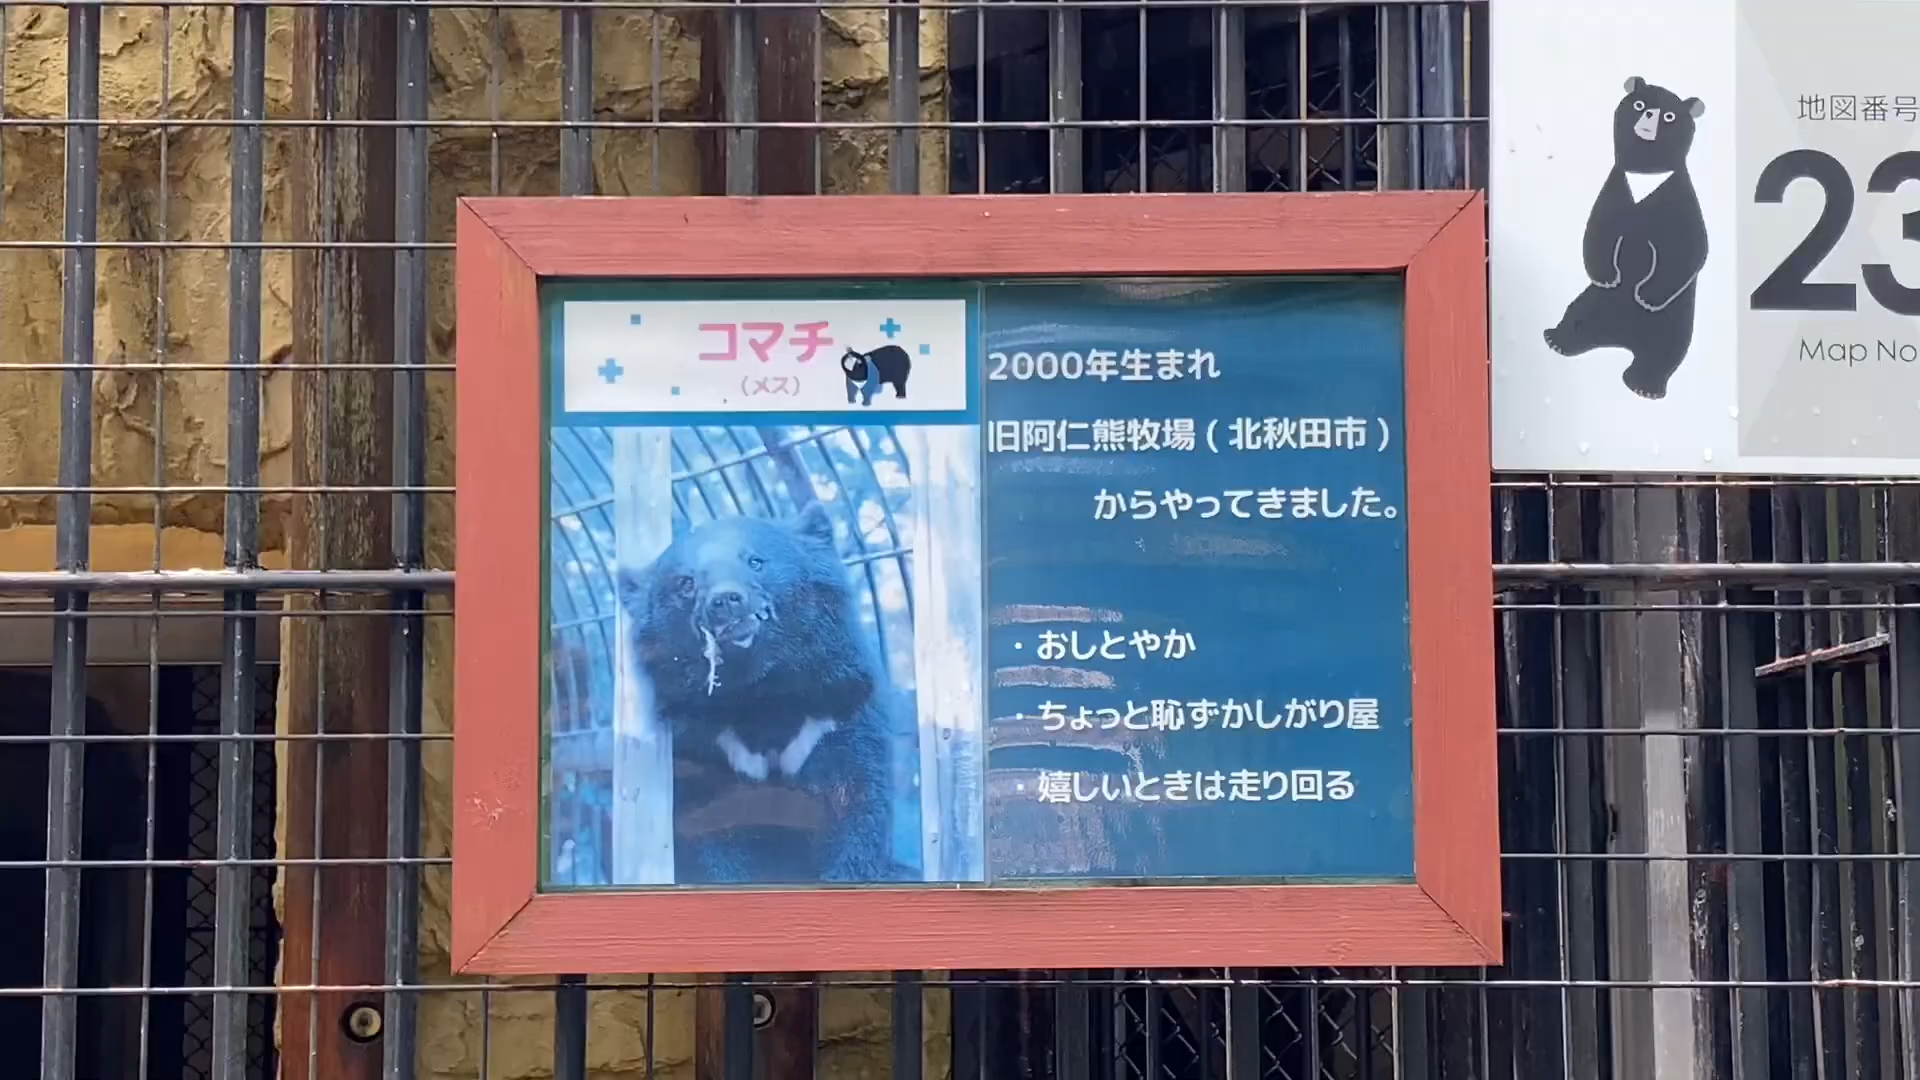 コマチ
（メス）
2000年生まれ
旧阿仁熊牧場（北秋田市）
からやってきました。
・おしとやか
・ちょっと恥ずかしがり屋
・嬉しいときは走り回る
地図番号
23
Map No